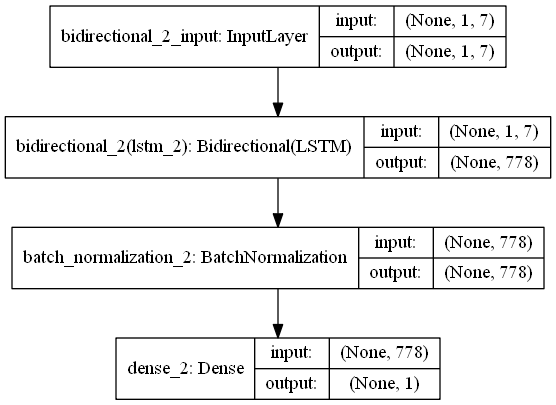 bidirectional_2_input: InputLayer
input: (None, 1, 7)
output: (None, 1, 7)
bidirectional_2(lstm_2): Bidirectional(LSTM)
input: (None, 1, 7)
output: (None, 778)
batch_normalization_2: BatchNormalization
input: (None, 778)
output: (None, 778)
dense_2: Dense
input: (None, 778)
output: (None, 1)